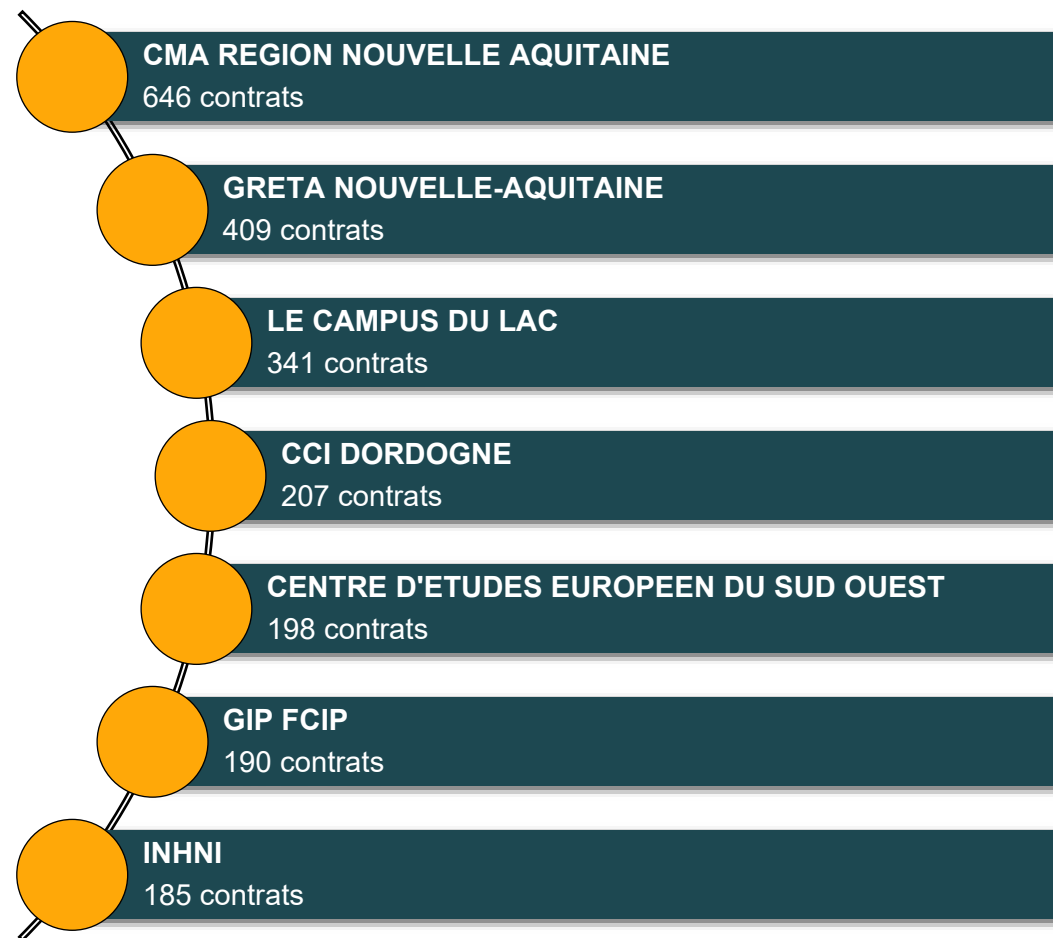 CMA REGION NOUVELLE AQUITAINE
646 contrats
GRETA NOUVELLE-AQUITAINE
409 contrats
LE CAMPUS DU LAC
341 contrats
CCI DORDOGNE
207 contrats
CENTRE D'ETUDES EUROPEEN DU SUD OUEST
198 contrats
GIP FCIP
190 contrats
INHNI
185 contrats